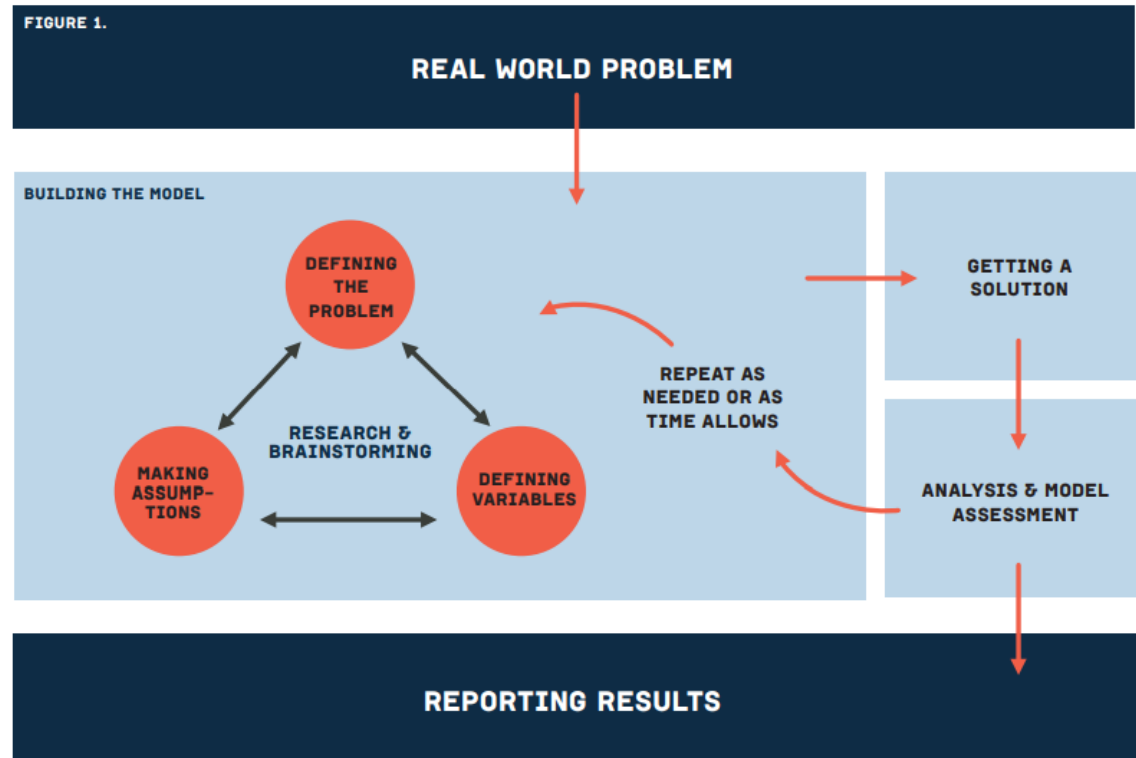 FIGURE 1.
REAL WORLD PROBLEM
BUILDING THE MODEL
DEFINING
THE
PROBLEM
RESEARCH &
BRAINSTORMING
MAKING
ASSUMP-
TIONS
DEFINING
VARIABLES
REPEAT AS
NEEDED OR AS
TIME ALLOWS
GETTING A
SOLUTION
ANALYSIS & MODEL
ASSESSMENT
REPORTING RESULTS